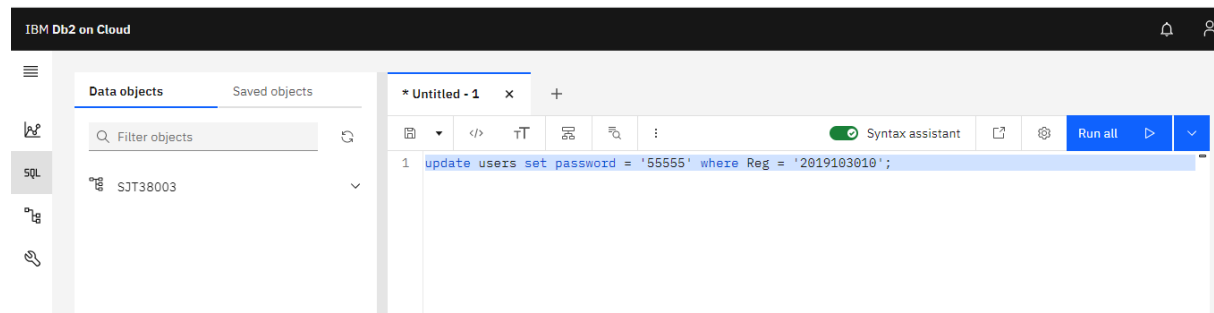 IBM Db2 on Cloud
Data objects Saved objects
* Untitled - 1 × +
Filter objects
</> TT Syntax assistant Run all
SQL
1 update users set password = '55555' where Reg = '2019103010';
SJT38003